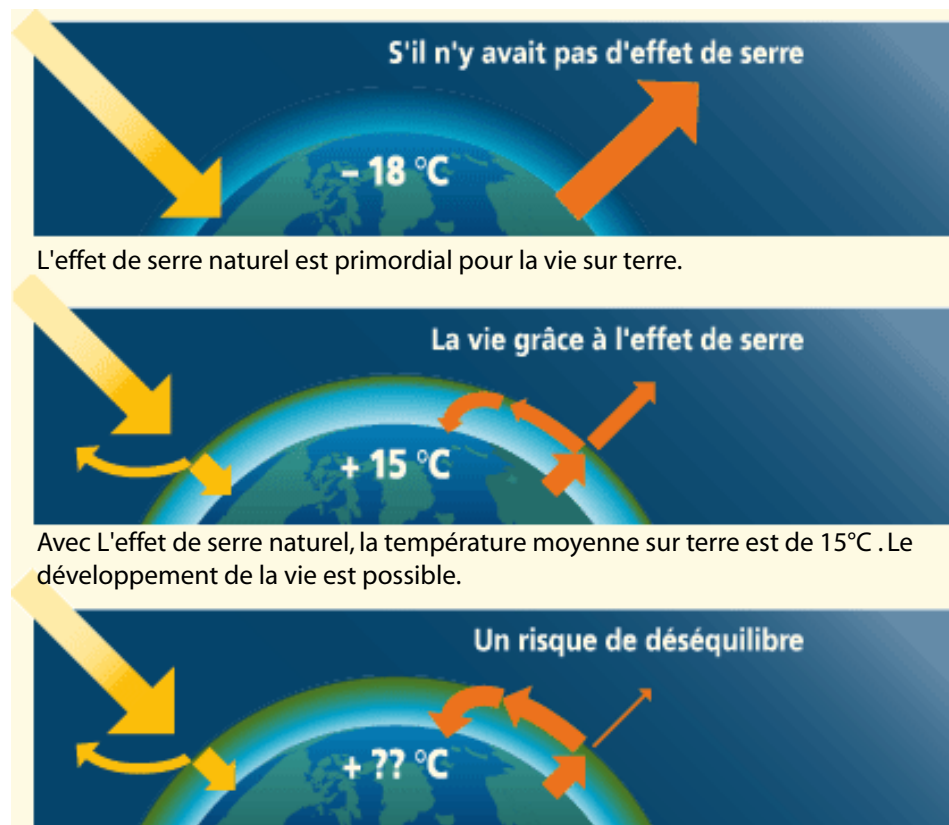 S'il n'y avait pas d'effet de serre
– 18 °C
L'effet de serre naturel est primordial pour la vie sur terre.
La vie grâce à l'effet de serre
+ 15 °C
Avec L'effet de serre naturel, la température moyenne sur terre est de 15°C . Le
développement de la vie est possible.
Un risque de déséquilibre
+ ?? °C